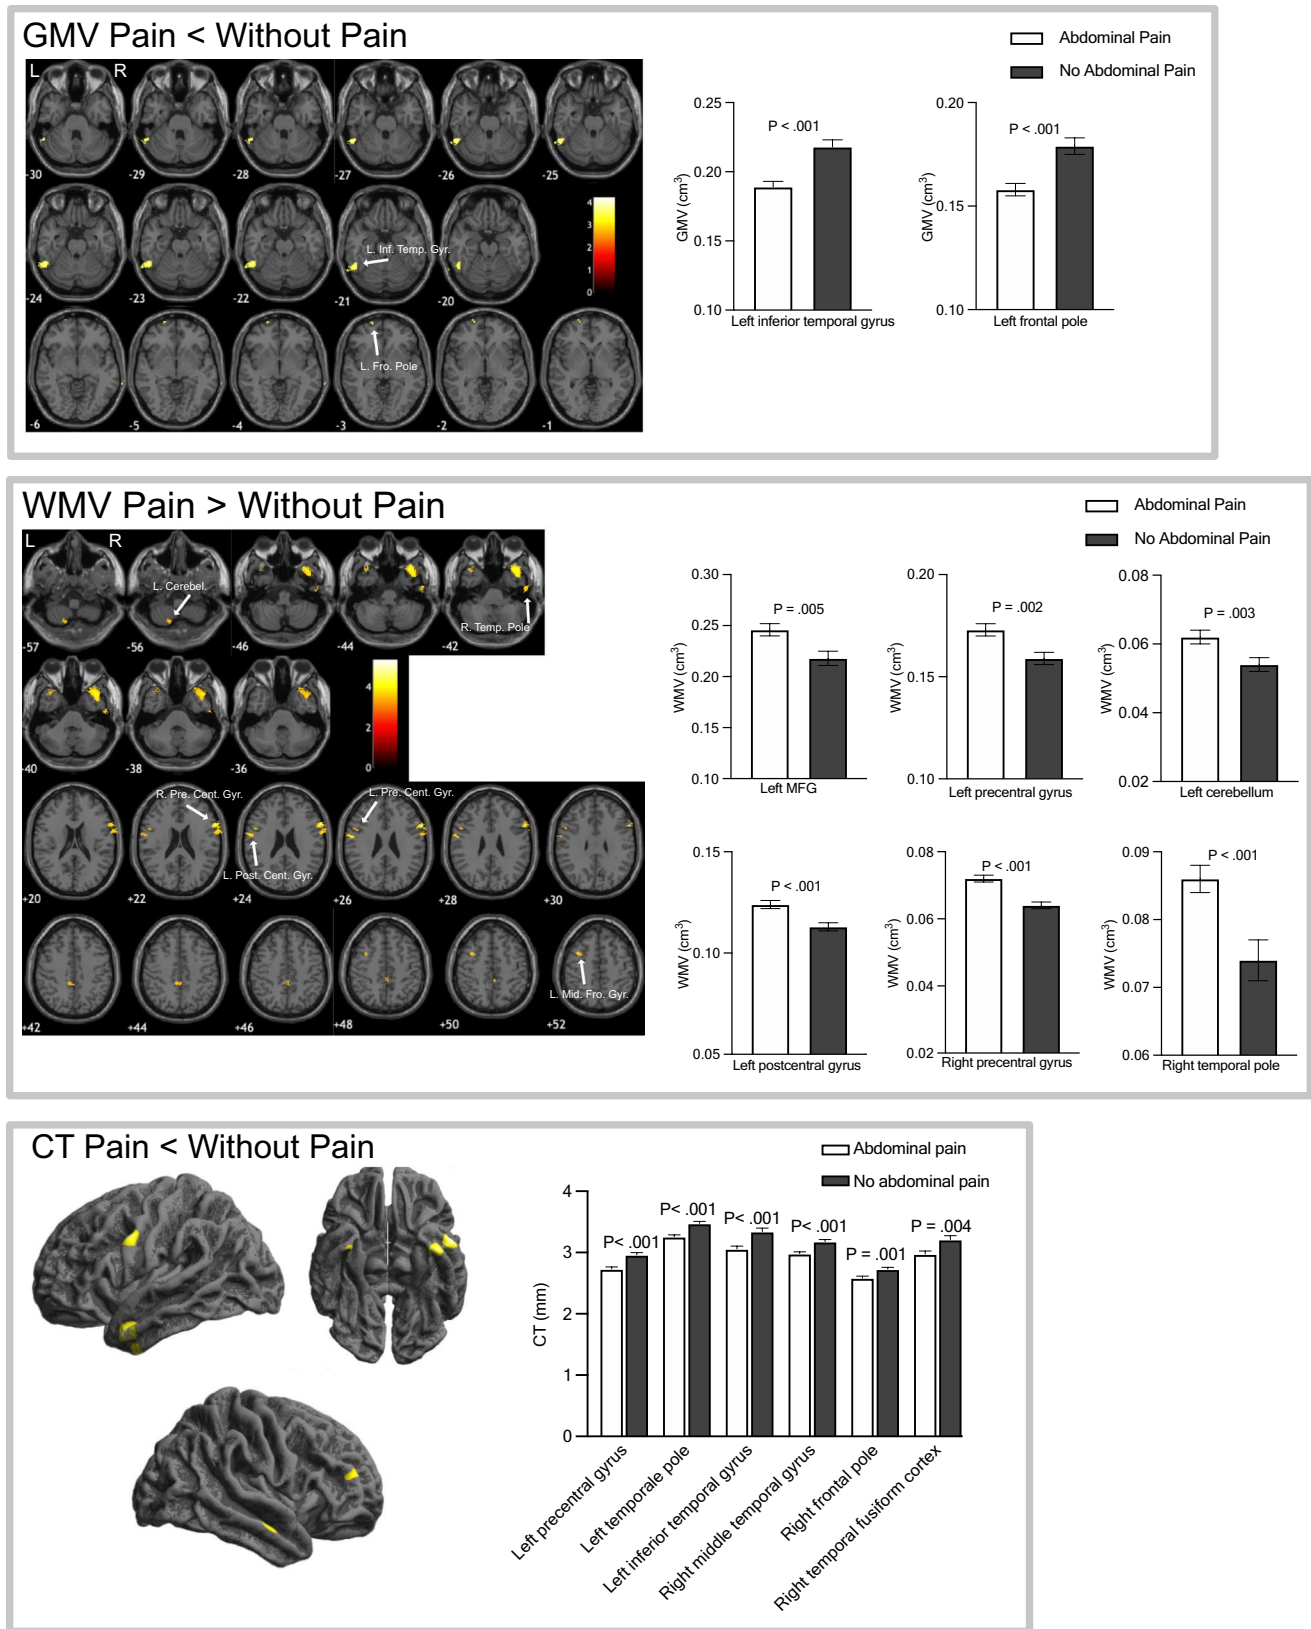 GMV Pain < Without Pain
Abdominal Pain
No Abdominal Pain
L
R
-30
-29
-28
-27
-26
-25
-24
-23
-22
-21
-20
L. Inf. Temp. Gyr.
4
3
2
1
0
-6
-5
-4
-3
-2
-1
L. Fro. Pole
GMV (cm³)
0.25
0.20
0.15
0.10
P < .001
Left inferior temporal gyrus
GMV (cm³)
0.20
0.15
0.10
P < .001
Left frontal pole
WMV Pain > Without Pain
Abdominal Pain
No Abdominal Pain
L
R
L. Cerebel.
R. Temp. Pole
-57
-56
-46
-44
-42
-40
-38
-36
4
2
0
R. Pre. Cent. Gyr.
L. Pre. Cent. Gyr.
L. Post. Cent. Gyr.
+20
+22
+24
+26
+28
+30
L. Mid. Fro. Gyr.
+42
+44
+46
+48
+50
+52
WMV (cm³)
0.30
0.25
0.20
0.15
0.10
P = .005
Left MFG
WMV (cm³)
0.20
0.15
0.10
P = .002
Left precentral gyrus
WMV (cm³)
0.08
0.06
0.04
0.02
P = .003
Left cerebellum
WMV (cm³)
0.15
0.10
0.05
P < .001
Left postcentral gyrus
WMV (cm³)
0.08
0.06
0.04
0.02
P < .001
Right precentral gyrus
WMV (cm³)
0.09
0.08
0.07
0.06
P < .001
Right temporal pole
CT Pain < Without Pain
Abdominal pain
No abdominal pain
CT (mm)
4
3
2
1
0
P< .001
P< .001
P< .001
P< .001
P = .001
P = .004
Left precentral gyrus
Left temporale pole
Left inferior temporal gyrus
Right middle temporal gyrus
Right frontal pole
Right temporal fusiform cortex